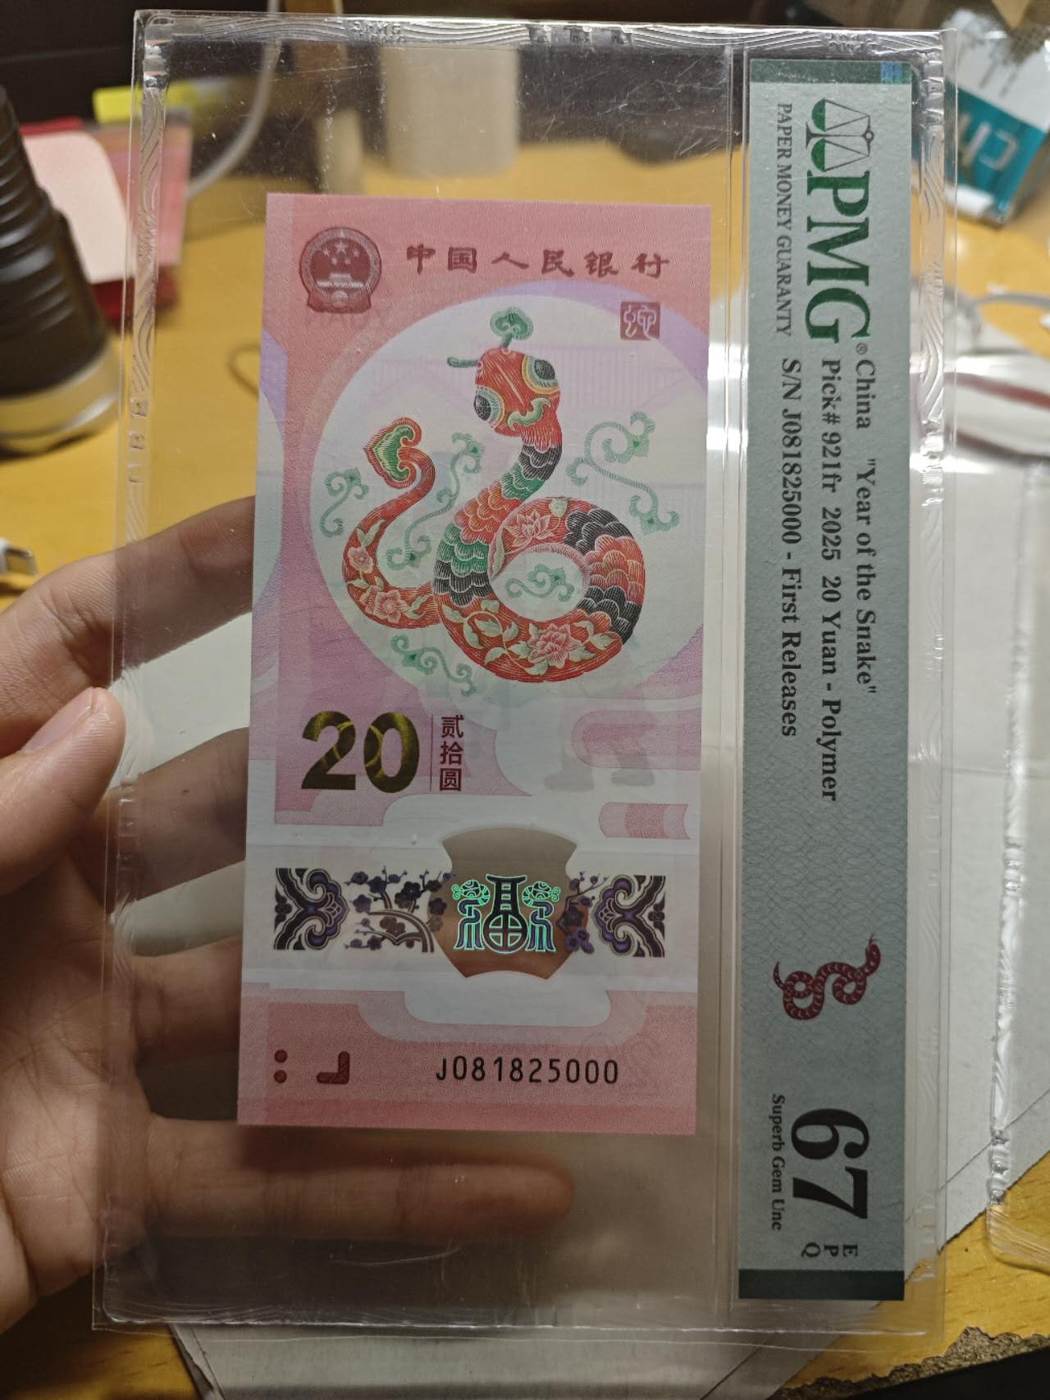 中国人民银行
20
贰拾圆
J081825000
PMG®
PAPER MONEY GUARANTY
China "Year of the Snake"
Pick# 921fr 2025 20 Yuan - Polymer
S/N J081825000 - First Releases
67
EPQ
Superb Gem Unc